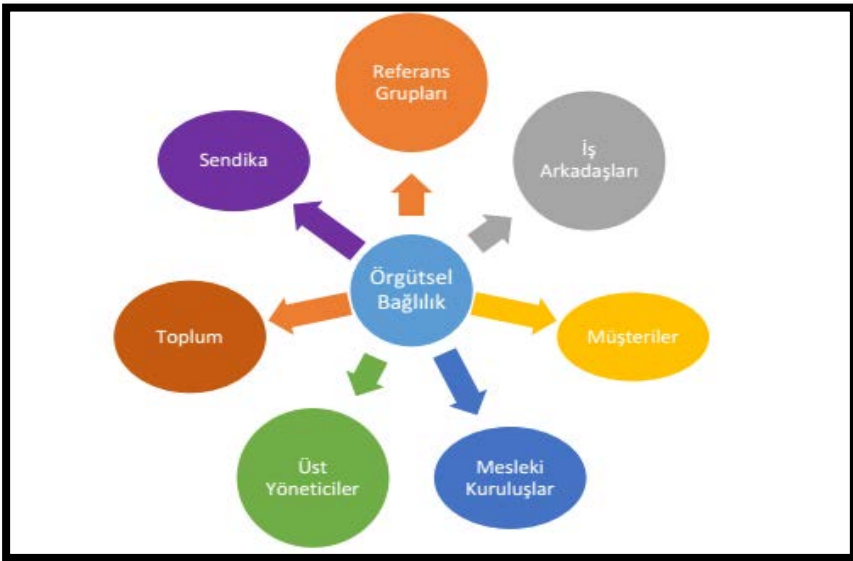 Referans
Grupları
İş
Arkadaşları
Müşteriler
Mesleki
Kuruluşlar
Üst
Yöneticiler
Toplum
Sendika
Örgütsel
Bağlılık